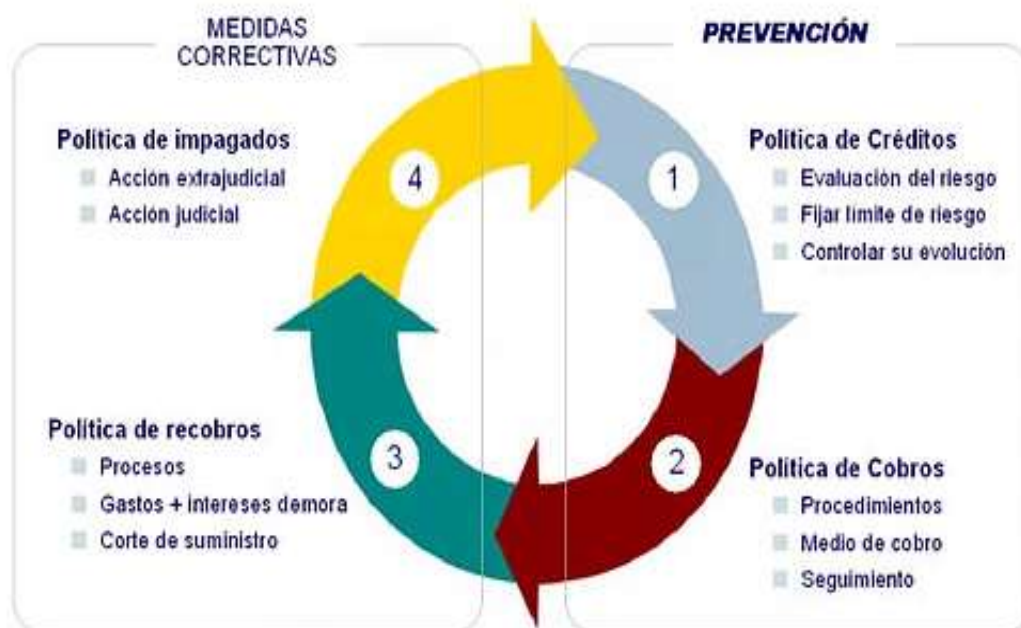 MEDIDAS
CORRECTIVAS
PREVENCIÓN
Política de impagados
Acción extrajudicial
Acción judicial
4
1
Política de Créditos
Evaluación del riesgo
Fijar límite de riesgo
Controlar su evolución
Política de recobros
Procesos
Gastos + intereses demora
Corte de suministro
3
2
Política de Cobros
Procedimientos
Medio de cobro
Seguimiento